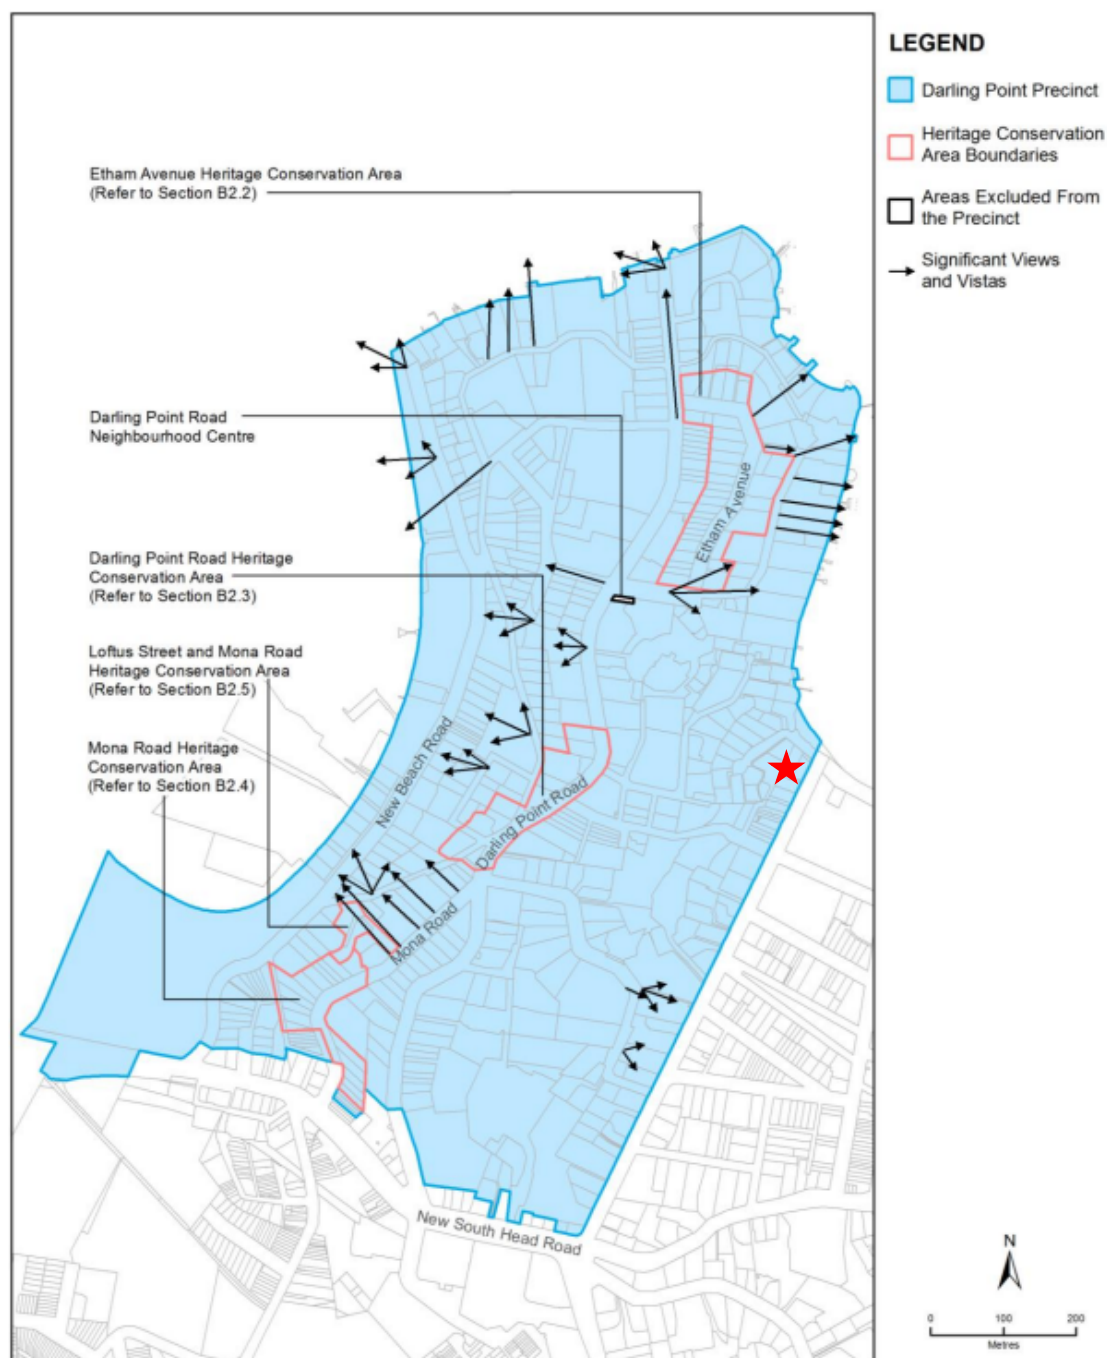 LEGEND
Darling Point Precinct
Heritage Conservation
Area Boundaries
Areas Excluded From
the Precinct
Significant Views
and Vistas
Etham Avenue Heritage Conservation Area
(Refer to Section B2.2)
Darling Point Road
Neighbourhood Centre
Darling Point Road Heritage
Conservation Area
(Refer to Section B2.3)
Loftus Street and Mona Road
Heritage Conservation Area
(Refer to Section B2.5)
Mona Road Heritage
Conservation Area
(Refer to Section B2.4)
Etham Avenue
New Beach Road
Darling Point Road
Mona Road
New South Head Road
N
0 100 200
Metres